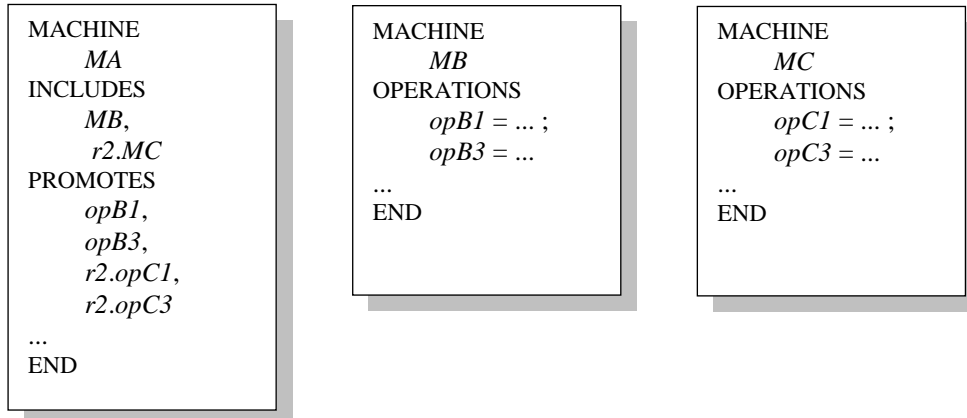 MACHINE
MA
INCLUDES
MB,
r2.MC
PROMOTES
opB1,
opB3,
r2.opC1,
r2.opC3
...
END
MACHINE
MB
OPERATIONS
opB1 = ... ;
opB3 = ...
...
END
MACHINE
MC
OPERATIONS
opC1 = ... ;
opC3 = ...
...
END